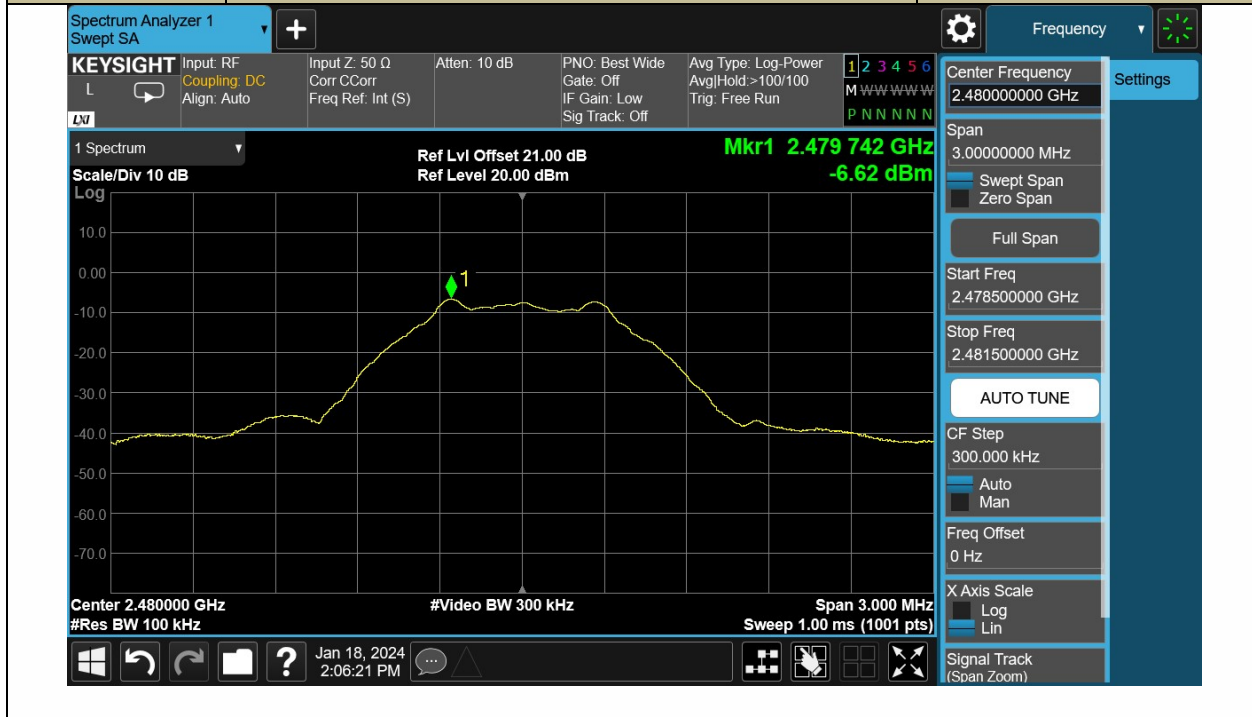 Spectrum Analyzer 1
Swept SA
Frequency
KEYSIGHT
L
LXI
Input: RF
Coupling: DC
Align: Auto
Input Z: 50 Ω
Corr CCorr
Freq Ref: Int (S)
Atten: 10 dB
PNO: Best Wide
Gate: Off
IF Gain: Low
Sig Track: Off
Avg Type: Log-Power
Avg|Hold:>100/100
Trig: Free Run
1 2 3 4 5 6
M W W W W W
P N N N N N
1 Spectrum
Scale/Div 10 dB
Ref Lvl Offset 21.00 dB
Ref Level 20.00 dBm
Mkr1 2.479 742 GHz
-6.62 dBm
Log
10.0
0.00
-10.0
-20.0
-30.0
-40.0
-50.0
-60.0
-70.0
1
Center 2.480000 GHz
#Res BW 100 kHz
#Video BW 300 kHz
Span 3.000 MHz
Sweep 1.00 ms (1001 pts)
Settings
Center Frequency
2.480000000 GHz
Span
3.00000000 MHz
Swept Span
Zero Span
Full Span
Start Freq
2.478500000 GHz
Stop Freq
2.481500000 GHz
AUTO TUNE
CF Step
300.000 kHz
Auto
Man
Freq Offset
0 Hz
X Axis Scale
Log
Lin
Signal Track
(Span Zoom)
?
Jan 18, 2024
2:06:21 PM